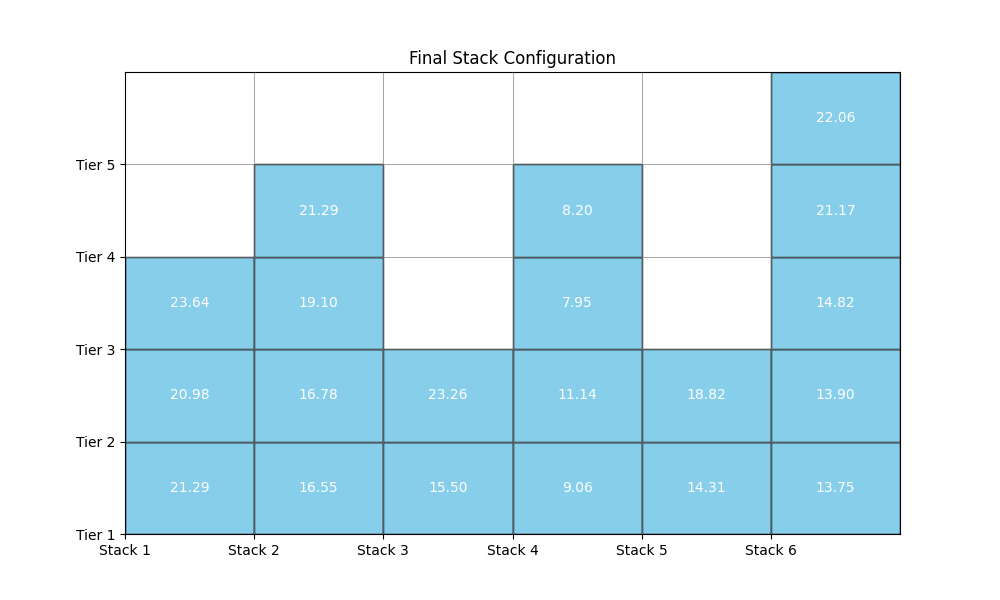 Final Stack Configuration
22.06
Tier 5
21.29 8.20 21.17
Tier 4
23.64 19.10 7.95 14.82
Tier 3
20.98 16.78 23.26 11.14 18.82 13.90
Tier 2
21.29 16.55 15.50 9.06 14.31 13.75
Tier 1
Stack 1 Stack 2 Stack 3 Stack 4 Stack 5 Stack 6